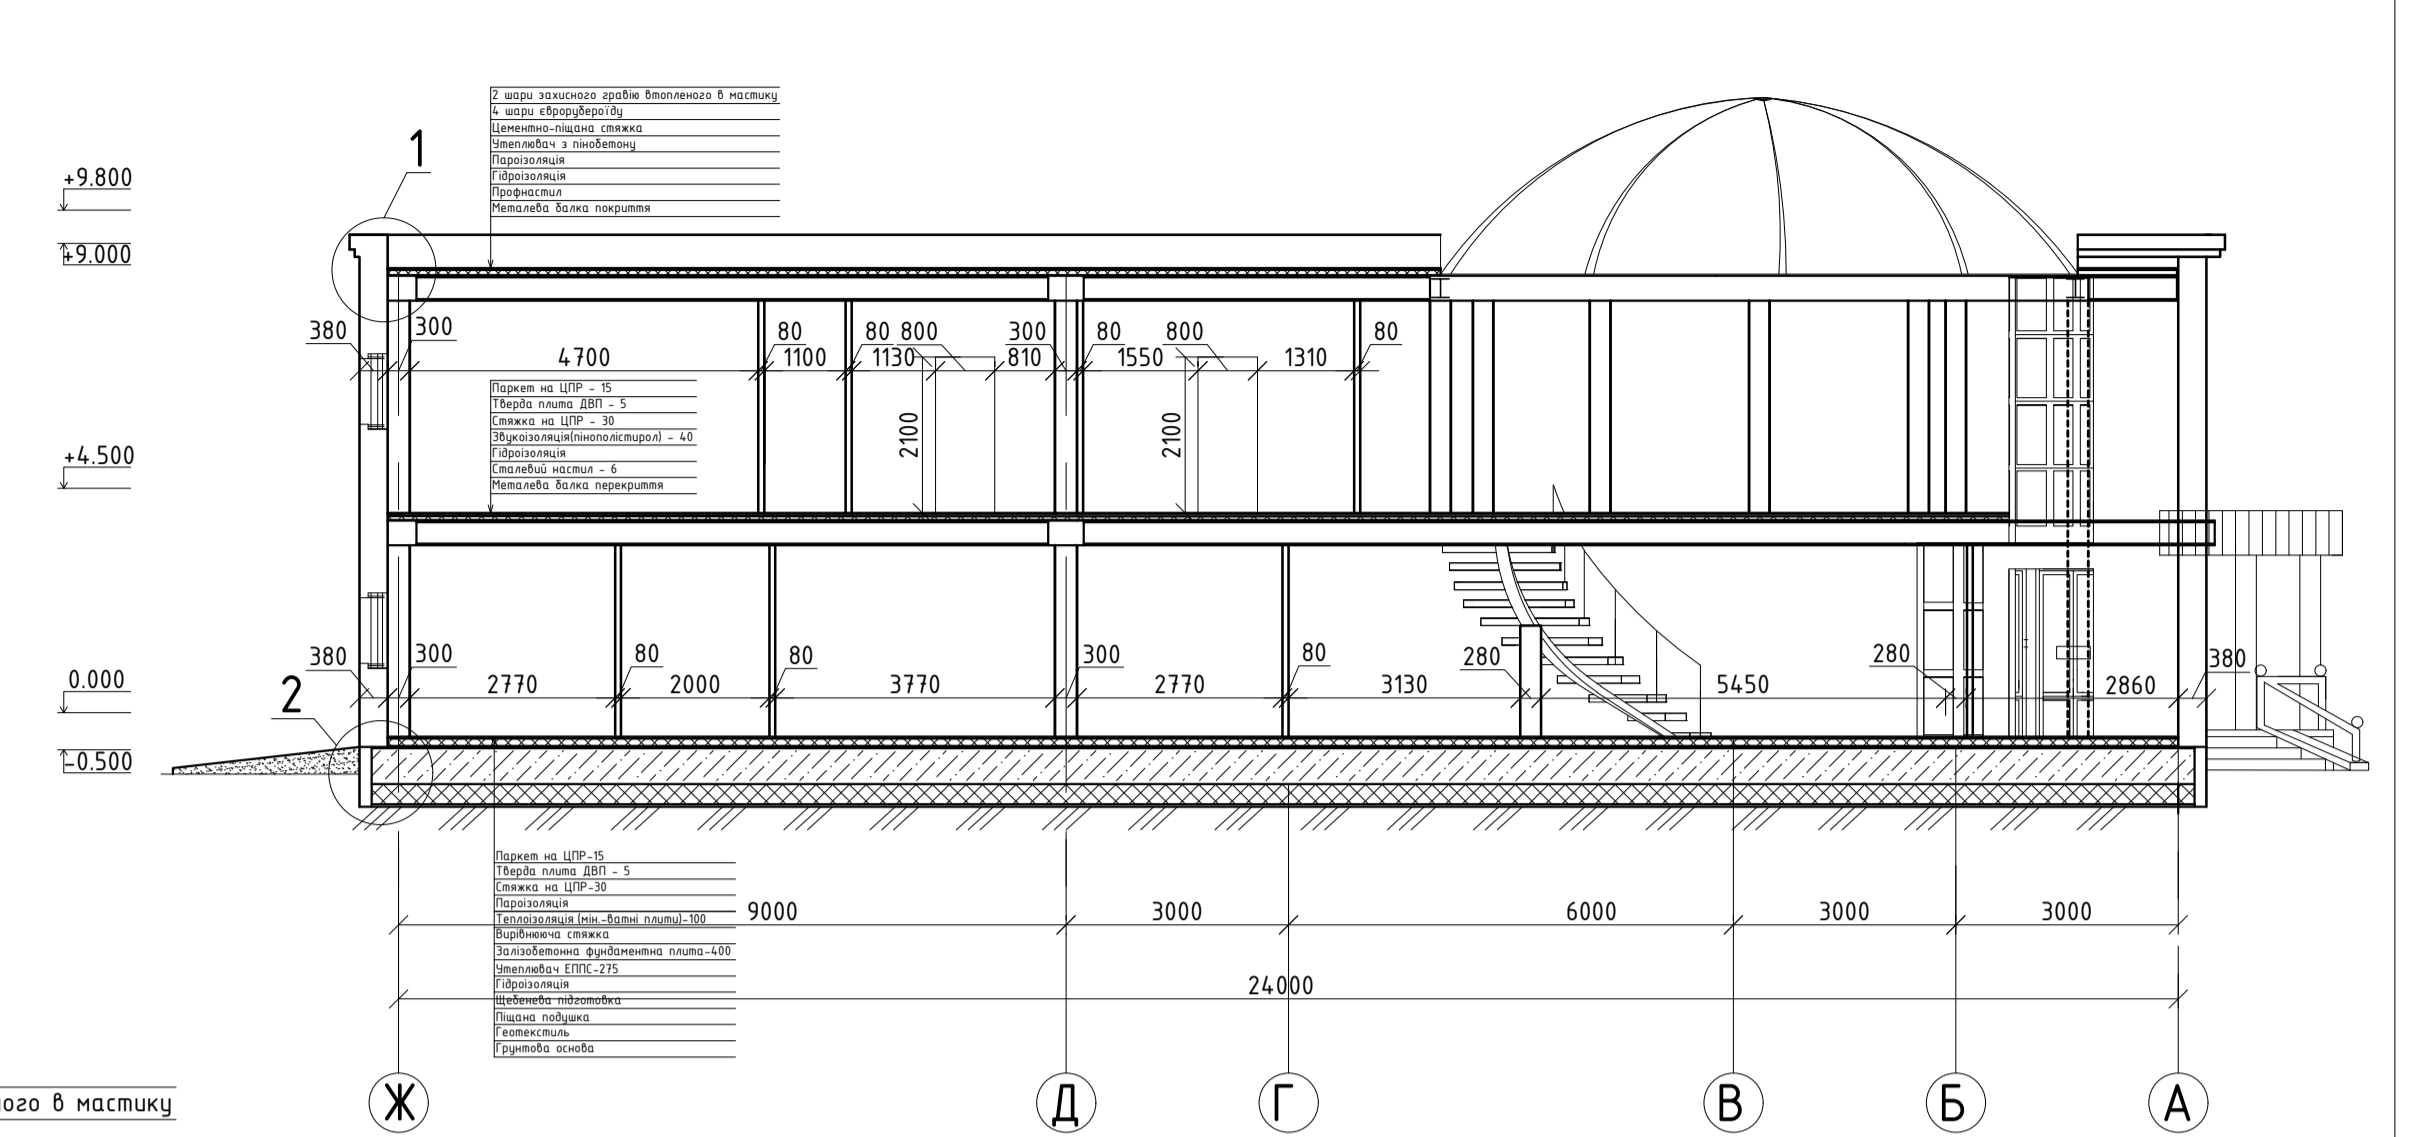 2 шари захисного гравію втопленого в мастику
4 шари єврорубероїду
Цементно-піщана стяжка
Утеплювач з пінобетону
Пароізоляція
Гідроізоляція
Профнастил
Металева балка покриття
1
+9.800
+9.000
380
300
4700
80
1100
80
1130
800
810
300
80
1550
800
1310
80
Паркет на ЦПР - 15
Тверда плита ДВП - 5
Стяжка на ЦПР - 30
Звукоізоляція(пінополістирол) - 40
Гідроізоляція
Сталевий настил - 6
Металева балка перекриття
2100
2100
+4.500
0.000
-0.500
2
380
300
2770
80
2000
80
3770
300
2770
80
3130
280
5450
280
2860
380
Паркет на ЦПР-15
Тверда плита ДВП - 5
Стяжка на ЦПР-30
Пароізоляція
Теплоізоляція (мін.-ватні плити)-100
Вирівнююча стяжка
Залізобетонна фундаментна плита-400
Утеплювач ЕППС-275
Гідроізоляція
Щебенева підготовка
Піщана подушка
Геотекстиль
Грунтова основа
9000
3000
6000
3000
3000
24000
Ж
Д
Г
В
Б
А
ного в мастику